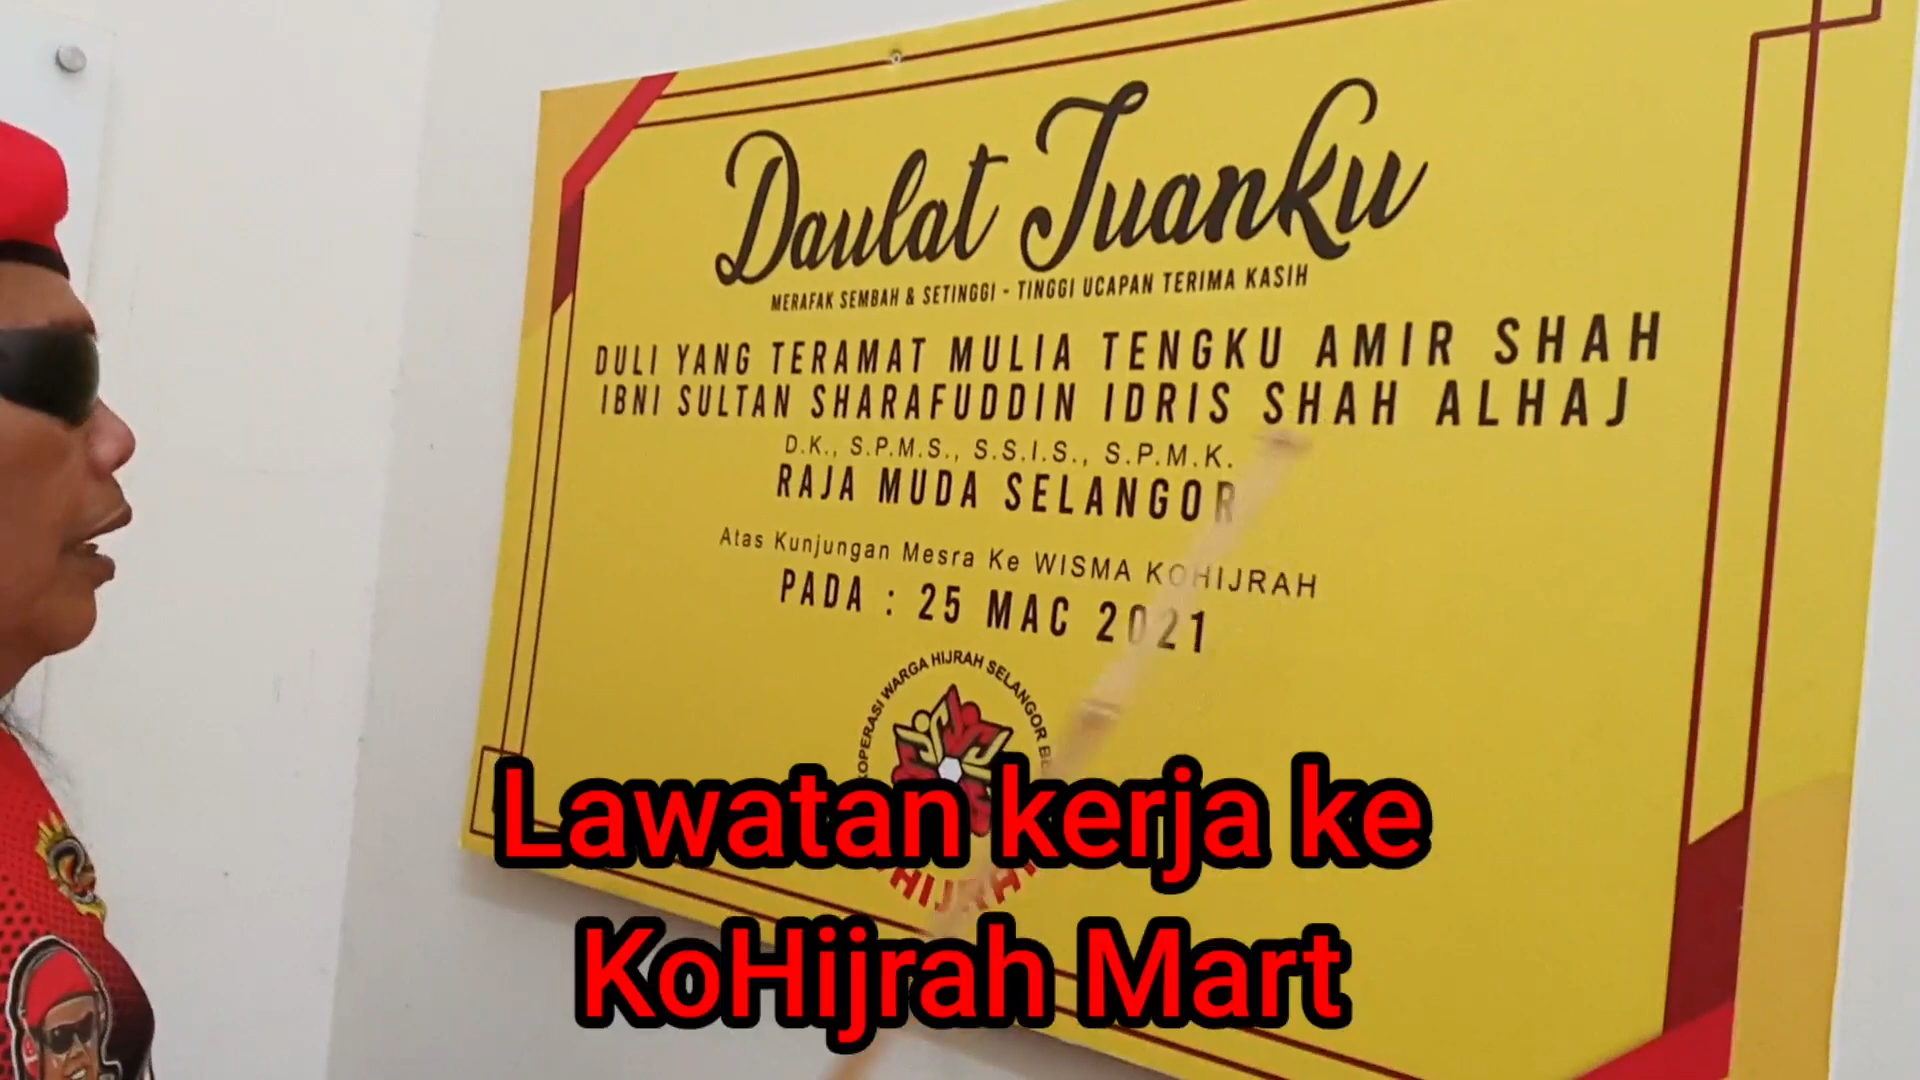 Daulat Tuanku
MERAFAK SEMBAH & SETINGGI - TINGGI UCAPAN TERIMA KASIH
DULI YANG TERAMAT MULIA TENGKU AMIR SHAH
IBNI SULTAN SHARAFUDDIN IDRIS SHAH ALHAJ
D.K., S.P.M.S., S.S.I.S., S.P.M.K.
RAJA MUDA SELANGOR
Atas Kunjungan Mesra Ke WISMA KOHIJRAH
PADA : 25 MAC 2021
KOPERASI WARGA HIJRAH SELANGOR
Lawatan kerja ke
KoHijrah Mart